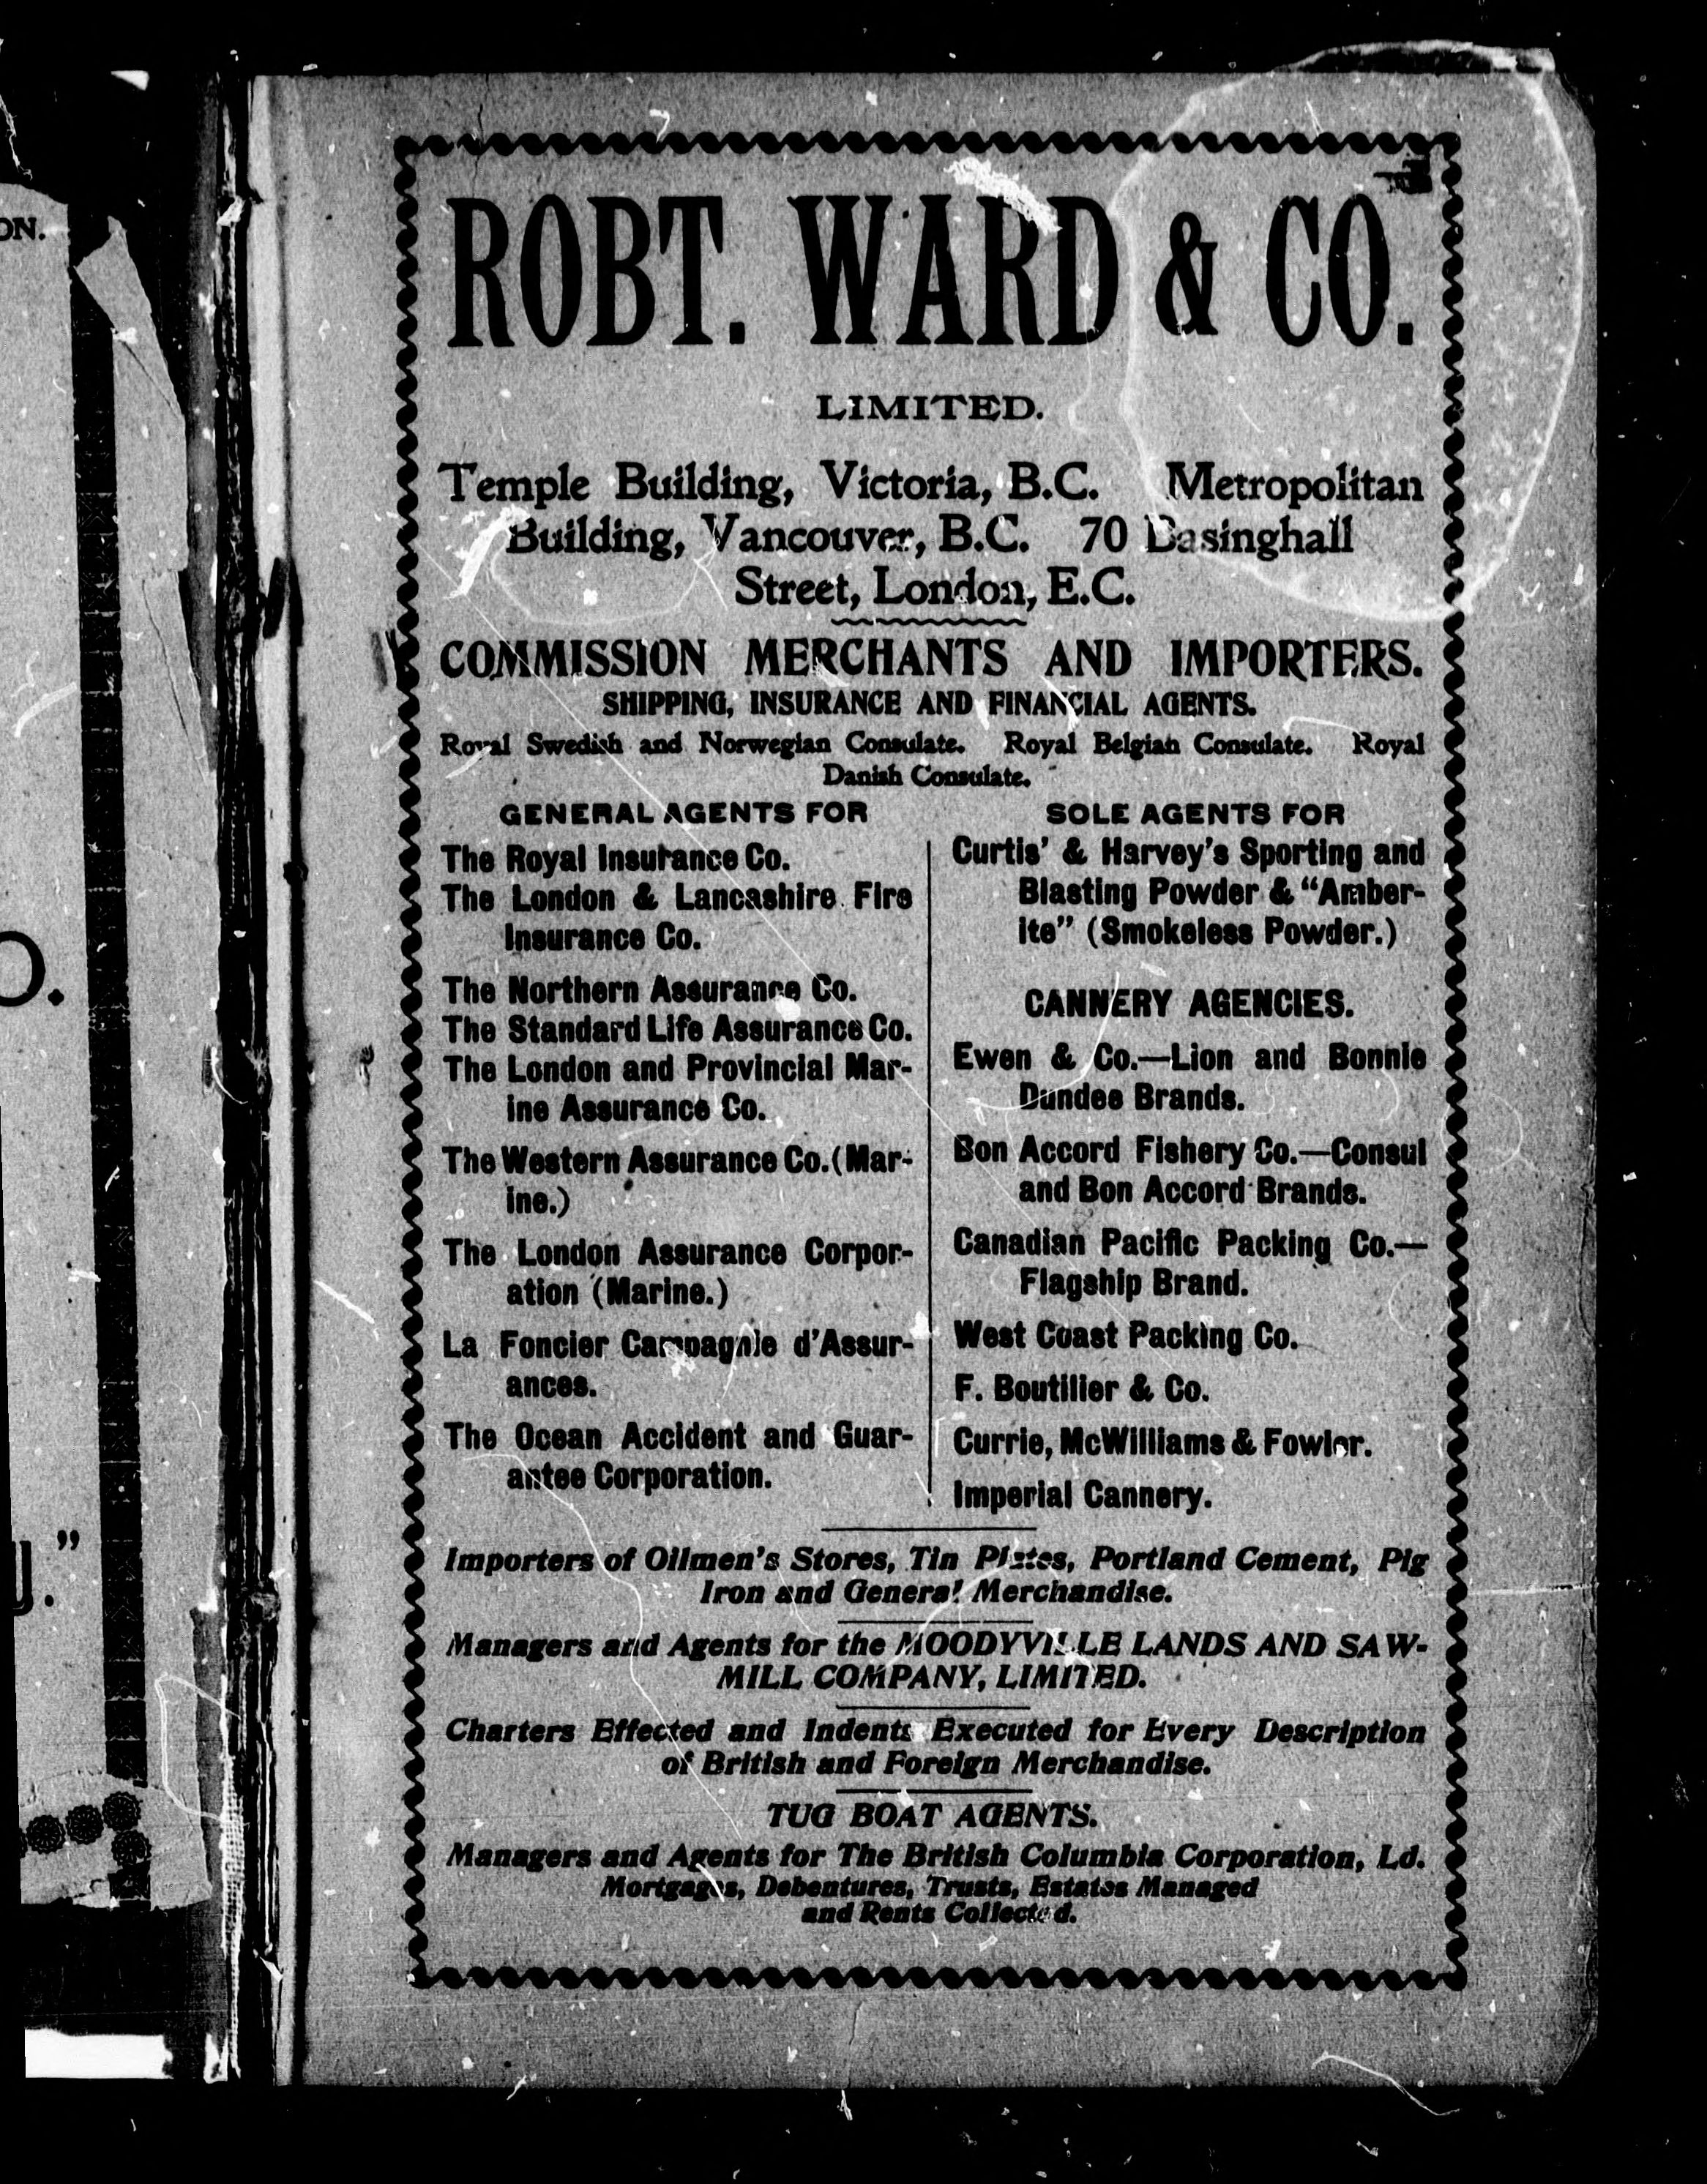 ON.
O.
ROBT. WARD & CO.
LIMITED.
Temple Building, Victoria, B.C. Metropolitan
Building, Vancouver, B.C. 70 Basinghall
Street, London, E.C.
COMMISSION MERCHANTS AND IMPORTERS.
SHIPPING, INSURANCE AND FINANCIAL AGENTS.
Royal Swedish and Norwegian Consulate. Royal Belgian Consulate. Royal
Danish Consulate.
GENERAL AGENTS FOR
The Royal Insurance Co.
The London & Lancashire Fire
Insurance Co.
The Northern Assurance Co.
The Standard Life Assurance Co.
The London and Provincial Mar-
ine Assurance Co.
The Western Assurance Co. (Mar-
ine.)
The London Assurance Corpor-
ation (Marine.)
La Foncier Campagnie d'Assur-
ances.
The Ocean Accident and Guar-
antee Corporation.
SOLE AGENTS FOR
Curtis' & Harvey's Sporting and
Blasting Powder & "Amber-
ite" (Smokeless Powder.)
CANNERY AGENCIES.
Ewen & Co.—Lion and Bonnie
Dundee Brands.
Bon Accord Fishery Co.—Consul
and Bon Accord Brands.
Canadian Pacific Packing Co.—
Flagship Brand.
West Coast Packing Co.
F. Boutilier & Co.
Currie, McWilliams & Fowler.
Imperial Cannery.
Importers of Oilmen's Stores, Tin Plates, Portland Cement, Pig
Iron and General Merchandise.
Managers and Agents for the MOODYVILLE LANDS AND SAW-
MILL COMPANY, LIMITED.
Charters Effected and Indents Executed for Every Description
of British and Foreign Merchandise.
TUG BOAT AGENTS.
Managers and Agents for The British Columbia Corporation, Ld.
Mortgages, Debentures, Trusts, Estates Managed
and Rents Collected.